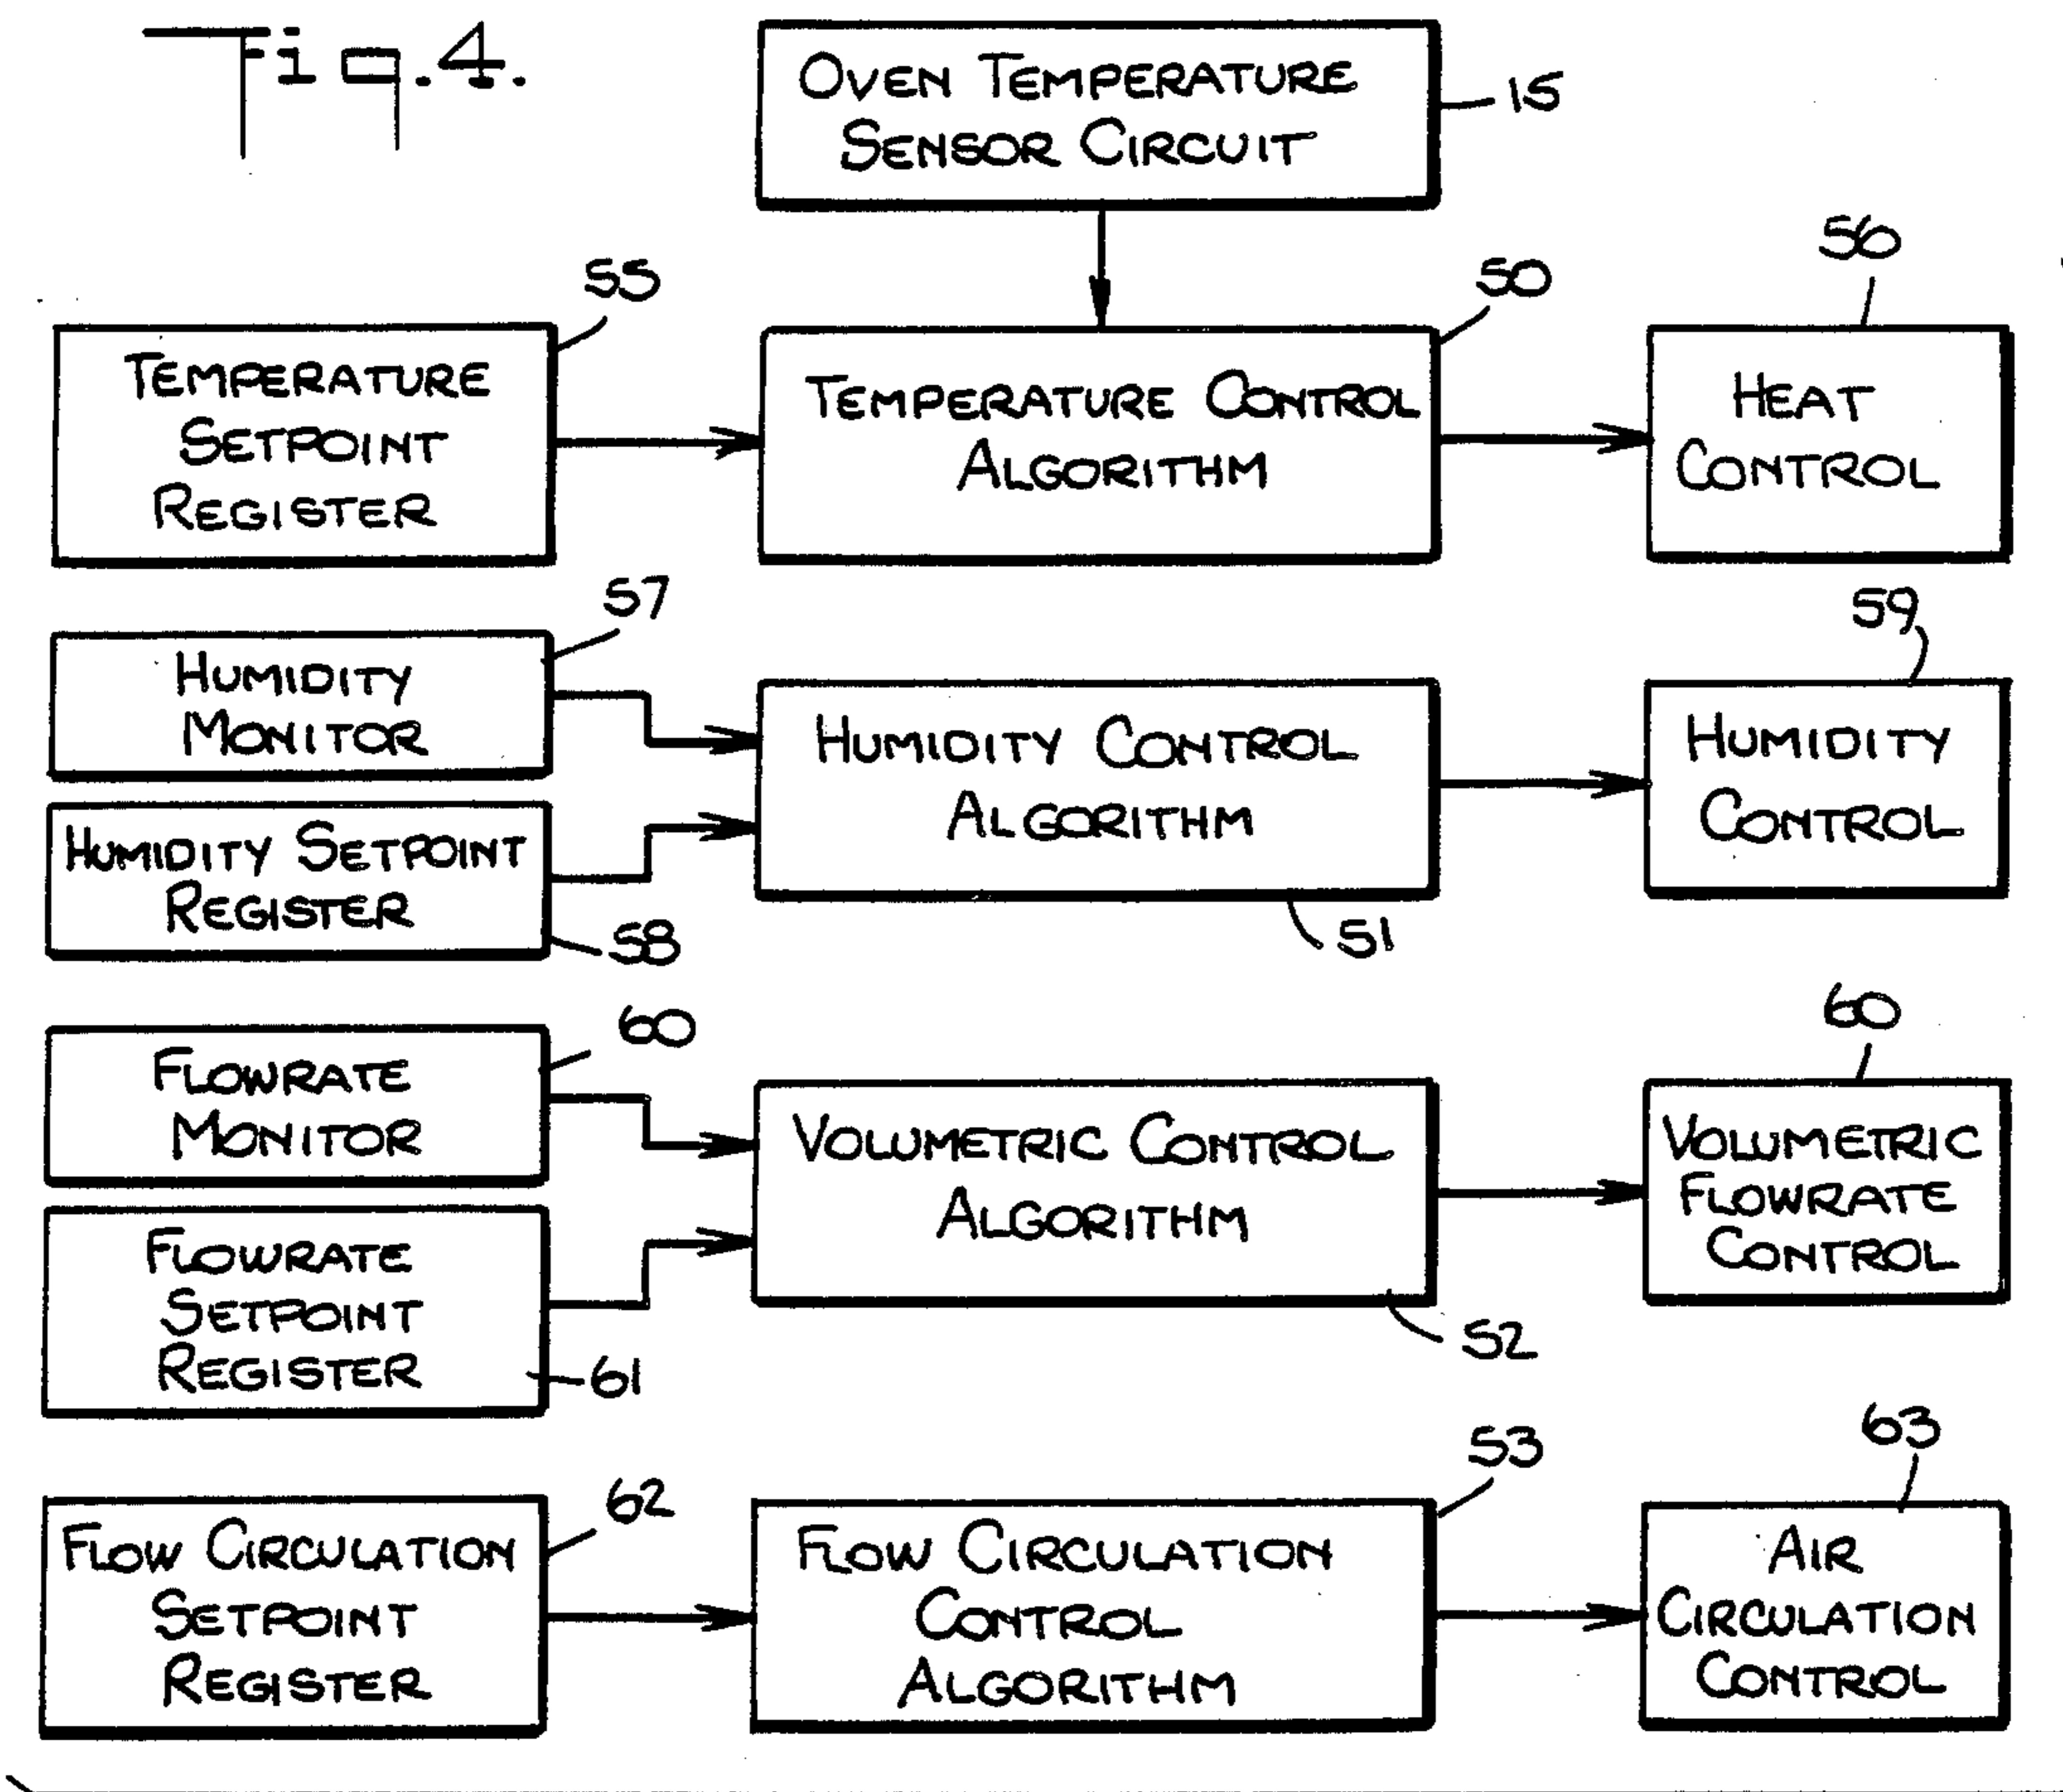 Fig.4.
OVEN TEMPERATURE
SENSOR CIRCUIT
15
55
TEMPERATURE
SETPOINT
REGISTER
50
TEMPERATURE CONTROL
ALGORITHM
56
HEAT
CONTROL
57
HUMIDITY
MONITOR
HUMIDITY SETPOINT
REGISTER
58
HUMIDITY CONTROL
ALGORITHM
51
59
HUMIDITY
CONTROL
60
FLOWRATE
MONITOR
FLOWRATE
SETPOINT
REGISTER
61
VOLUMETRIC CONTROL
ALGORITHM
52
60
VOLUMETRIC
FLOWRATE
CONTROL
62
FLOW CIRCULATION
SETPOINT
REGISTER
53
FLOW CIRCULATION
CONTROL
ALGORITHM
63
AIR
CIRCULATION
CONTROL